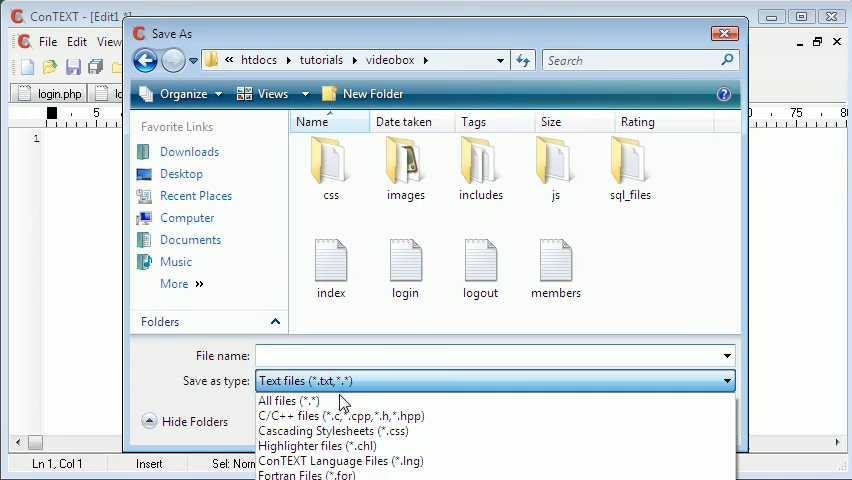 ConTEXT - [Edit1 *]
Save As
File Edit View
htdocs tutorials videobox Search
Organize Views New Folder
login.php lo
Favorite Links
Name Date taken Tags Size Rating
5 75 80
1
Downloads
Desktop
Recent Places
Computer
Documents
Music
More »
Folders
css images includes js sql_files
index login logout members
File name:
Save as type: Text files (*.txt,*.*)
All files (*.*)
C/C++ files (*.c,*.cpp,*.h,*.hpp)
Cascading Stylesheets (*.css)
Highlighter files (*.chl)
ConTEXT Language Files (*.lng)
Fortran Files (*.for)
Hide Folders
Ln 1, Col 1 Insert Sel: Norr